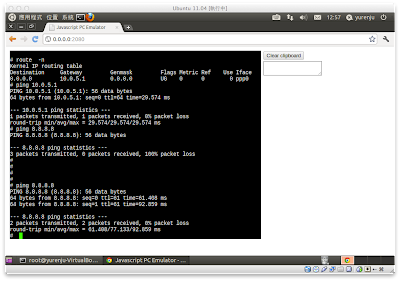 Ubuntu 11.04 [執行中]
應用程式 位置 系統
12:57 yurenju
Javascript PC Emulator
0.0.0.0:2080
Clear clipboard
# route -n
Kernel IP routing table
Destination Gateway Genmask Flags Metric Ref Use Iface
0.0.0.0 10.0.5.1 0.0.0.0 UG 0 0 0 ppp0
# ping 10.0.5.1
PING 10.0.5.1 (10.0.5.1): 56 data bytes
64 bytes from 10.0.5.1: seq=0 ttl=64 time=29.574 ms
--- 10.0.5.1 ping statistics ---
1 packets transmitted, 1 packets received, 0% packet loss
round-trip min/avg/max = 29.574/29.574/29.574 ms
# ping 8.8.8.8
PING 8.8.8.8 (8.8.8.8): 56 data bytes
--- 8.8.8.8 ping statistics ---
3 packets transmitted, 0 packets received, 100% packet loss
#
#
#
# ping 8.8.8.8
PING 8.8.8.8 (8.8.8.8): 56 data bytes
64 bytes from 8.8.8.8: seq=0 ttl=61 time=61.408 ms
64 bytes from 8.8.8.8: seq=1 ttl=61 time=92.859 ms
--- 8.8.8.8 ping statistics ---
2 packets transmitted, 2 packets received, 0% packet loss
round-trip min/avg/max = 61.408/77.133/92.859 ms
#
root@yurenju-VirtualBo...
Javascript PC Emulator - ...